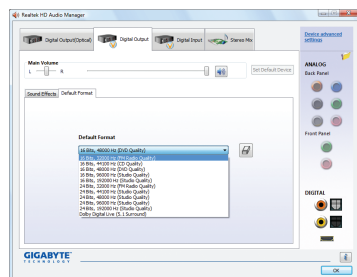 Realtek HD Audio Manager
Digital Output(Optical)
Digital Output
Digital Input
Stereo Mix
Device advanced
settings
Main Volume
L
R
Set Default Device
ANALOG
Back Panel
Sound Effects
Default Format
Default Format
16 Bits, 48000 Hz (DVD Quality)
16 Bits, 32000 Hz (FM Radio Quality)
16 Bits, 44100 Hz (CD Quality)
16 Bits, 48000 Hz (DVD Quality)
16 Bits, 96000 Hz (Studio Quality)
16 Bits, 192000 Hz (Studio Quality)
24 Bits, 32000 Hz (FM Radio Quality)
24 Bits, 44100 Hz (Studio Quality)
24 Bits, 48000 Hz (Studio Quality)
24 Bits, 96000 Hz (Studio Quality)
24 Bits, 192000 Hz (Studio Quality)
Dolby Digital Live (5.1 Surround)
Front Panel
DIGITAL
GIGABYTE
TECHNOLOGY
i
OK